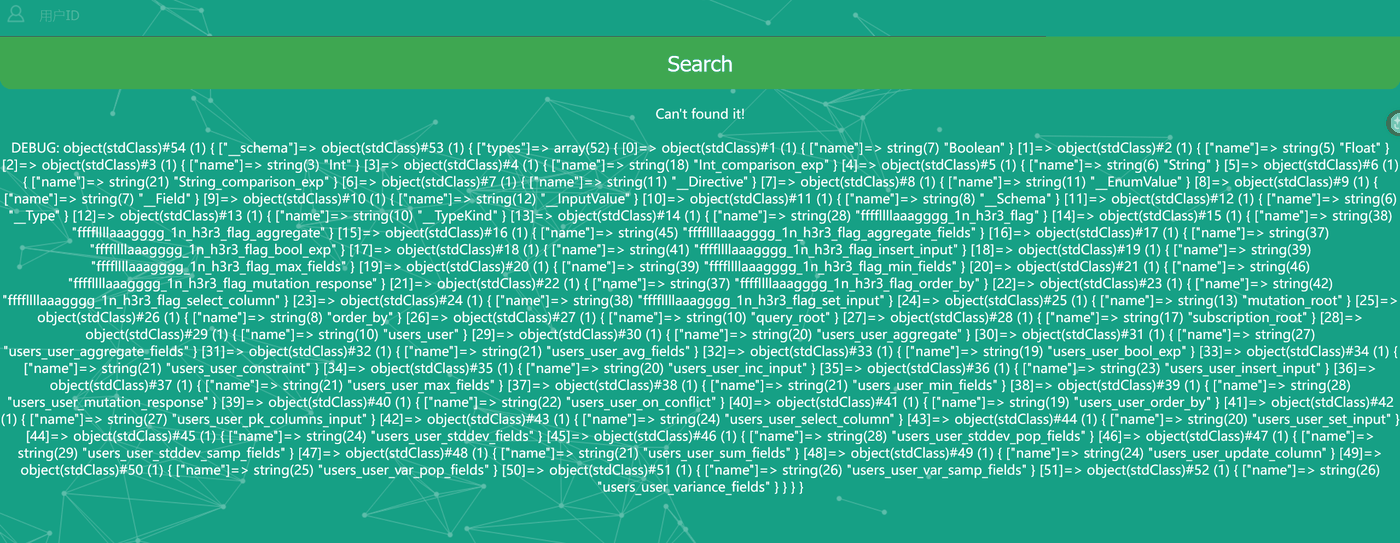 用户ID
Search
Can't found it!
DEBUG: object(stdClass)#54 (1) { ["__schema"]=> object(stdClass)#53 (1) { ["types"]=> array(52) { [0]=> object(stdClass)#1 (1) { ["name"]=> string(7) "Boolean" } [1]=> object(stdClass)#2 (1) { ["name"]=> string(5) "Float" }
[2]=> object(stdClass)#3 (1) { ["name"]=> string(3) "Int" } [3]=> object(stdClass)#4 (1) { ["name"]=> string(18) "Int_comparison_exp" } [4]=> object(stdClass)#5 (1) { ["name"]=> string(6) "String" } [5]=> object(stdClass)#6 (1)
{ ["name"]=> string(21) "String_comparison_exp" } [6]=> object(stdClass)#7 (1) { ["name"]=> string(11) "__Directive" } [7]=> object(stdClass)#8 (1) { ["name"]=> string(11) "__EnumValue" } [8]=> object(stdClass)#9 (1) {
["name"]=> string(7) "__Field" } [9]=> object(stdClass)#10 (1) { ["name"]=> string(12) "__InputValue" } [10]=> object(stdClass)#11 (1) { ["name"]=> string(8) "__Schema" } [11]=> object(stdClass)#12 (1) { ["name"]=> string(6)
"__Type" } [12]=> object(stdClass)#13 (1) { ["name"]=> string(10) "__TypeKind" } [13]=> object(stdClass)#14 (1) { ["name"]=> string(28) "ffffllllaaagggg_1n_h3r3_flag" } [14]=> object(stdClass)#15 (1) { ["name"]=> string(38)
"ffffllllaaagggg_1n_h3r3_flag_aggregate" } [15]=> object(stdClass)#16 (1) { ["name"]=> string(45) "ffffllllaaagggg_1n_h3r3_flag_aggregate_fields" } [16]=> object(stdClass)#17 (1) { ["name"]=> string(37)
"ffffllllaaagggg_1n_h3r3_flag_bool_exp" } [17]=> object(stdClass)#18 (1) { ["name"]=> string(41) "ffffllllaaagggg_1n_h3r3_flag_insert_input" } [18]=> object(stdClass)#19 (1) { ["name"]=> string(39)
"ffffllllaaagggg_1n_h3r3_flag_max_fields" } [19]=> object(stdClass)#20 (1) { ["name"]=> string(39) "ffffllllaaagggg_1n_h3r3_flag_min_fields" } [20]=> object(stdClass)#21 (1) { ["name"]=> string(46)
"ffffllllaaagggg_1n_h3r3_flag_mutation_response" } [21]=> object(stdClass)#22 (1) { ["name"]=> string(37) "ffffllllaaagggg_1n_h3r3_flag_order_by" } [22]=> object(stdClass)#23 (1) { ["name"]=> string(42)
"ffffllllaaagggg_1n_h3r3_flag_select_column" } [23]=> object(stdClass)#24 (1) { ["name"]=> string(38) "ffffllllaaagggg_1n_h3r3_flag_set_input" } [24]=> object(stdClass)#25 (1) { ["name"]=> string(13) "mutation_root" } [25]=>
object(stdClass)#26 (1) { ["name"]=> string(8) "order_by" } [26]=> object(stdClass)#27 (1) { ["name"]=> string(10) "query_root" } [27]=> object(stdClass)#28 (1) { ["name"]=> string(17) "subscription_root" } [28]=>
object(stdClass)#29 (1) { ["name"]=> string(10) "users_user" } [29]=> object(stdClass)#30 (1) { ["name"]=> string(20) "users_user_aggregate" } [30]=> object(stdClass)#31 (1) { ["name"]=> string(27)
"users_user_aggregate_fields" } [31]=> object(stdClass)#32 (1) { ["name"]=> string(21) "users_user_avg_fields" } [32]=> object(stdClass)#33 (1) { ["name"]=> string(19) "users_user_bool_exp" } [33]=> object(stdClass)#34 (1) {
["name"]=> string(21) "users_user_constraint" } [34]=> object(stdClass)#35 (1) { ["name"]=> string(20) "users_user_inc_input" } [35]=> object(stdClass)#36 (1) { ["name"]=> string(23) "users_user_insert_input" } [36]=>
object(stdClass)#37 (1) { ["name"]=> string(21) "users_user_max_fields" } [37]=> object(stdClass)#38 (1) { ["name"]=> string(21) "users_user_min_fields" } [38]=> object(stdClass)#39 (1) { ["name"]=> string(28)
"users_user_mutation_response" } [39]=> object(stdClass)#40 (1) { ["name"]=> string(22) "users_user_on_conflict" } [40]=> object(stdClass)#41 (1) { ["name"]=> string(19) "users_user_order_by" } [41]=> object(stdClass)#42
(1) { ["name"]=> string(27) "users_user_pk_columns_input" } [42]=> object(stdClass)#43 (1) { ["name"]=> string(24) "users_user_select_column" } [43]=> object(stdClass)#44 (1) { ["name"]=> string(20) "users_user_set_input" }
[44]=> object(stdClass)#45 (1) { ["name"]=> string(24) "users_user_stddev_fields" } [45]=> object(stdClass)#46 (1) { ["name"]=> string(28) "users_user_stddev_pop_fields" } [46]=> object(stdClass)#47 (1) { ["name"]=>
string(29) "users_user_stddev_samp_fields" } [47]=> object(stdClass)#48 (1) { ["name"]=> string(21) "users_user_sum_fields" } [48]=> object(stdClass)#49 (1) { ["name"]=> string(24) "users_user_update_column" } [49]=>
object(stdClass)#50 (1) { ["name"]=> string(25) "users_user_var_pop_fields" } [50]=> object(stdClass)#51 (1) { ["name"]=> string(26) "users_user_var_samp_fields" } [51]=> object(stdClass)#52 (1) { ["name"]=> string(26)
"users_user_variance_fields" } } } }